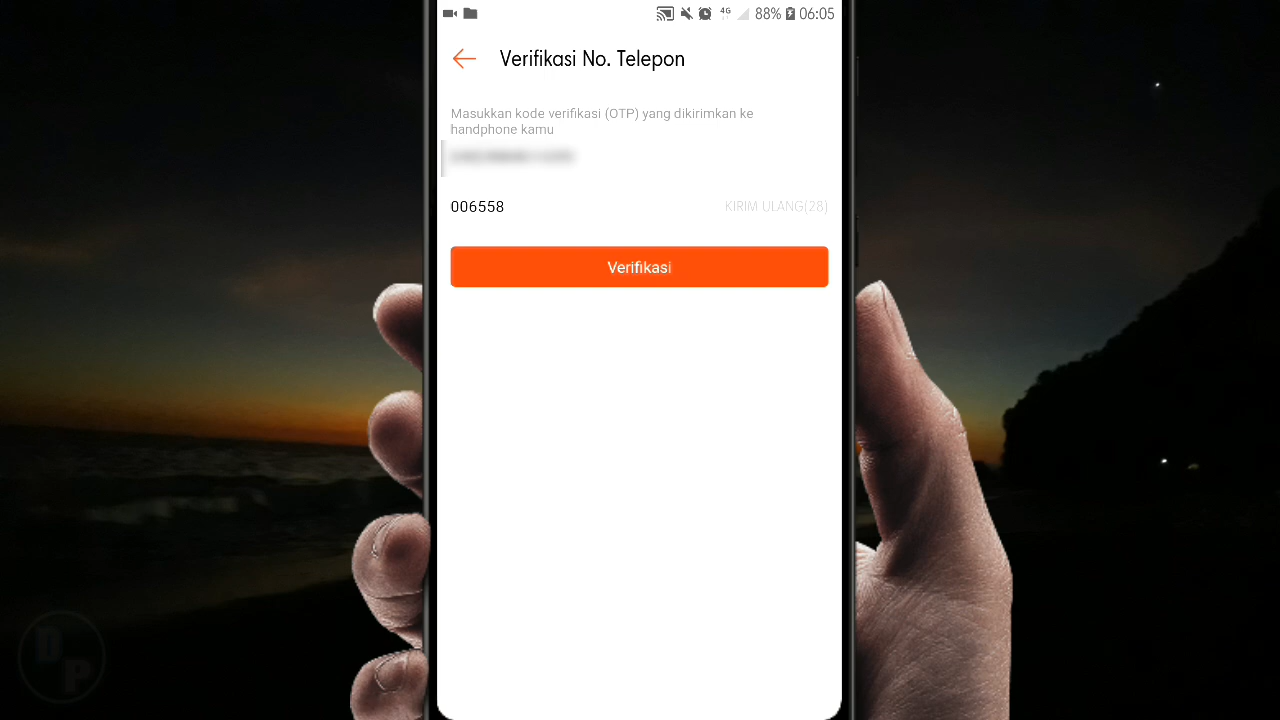 4G 88% 06:05
Verifikasi No. Telepon
Masukkan kode verifikasi (OTP) yang dikirimkan ke
handphone kamu
006558 KIRIM ULANG(28)
Verifikasi
D
P